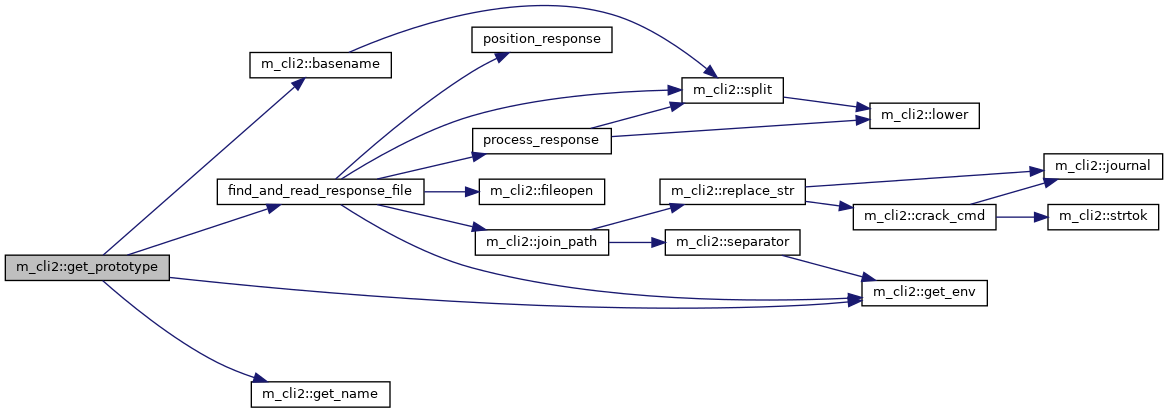 m_cli2::get_prototype
m_cli2::basename
find_and_read_response_file
m_cli2::get_name
position_response
process_response
m_cli2::fileopen
m_cli2::join_path
m_cli2::split
m_cli2::replace_str
m_cli2::separator
m_cli2::lower
m_cli2::crack_cmd
m_cli2::get_env
m_cli2::journal
m_cli2::strtok